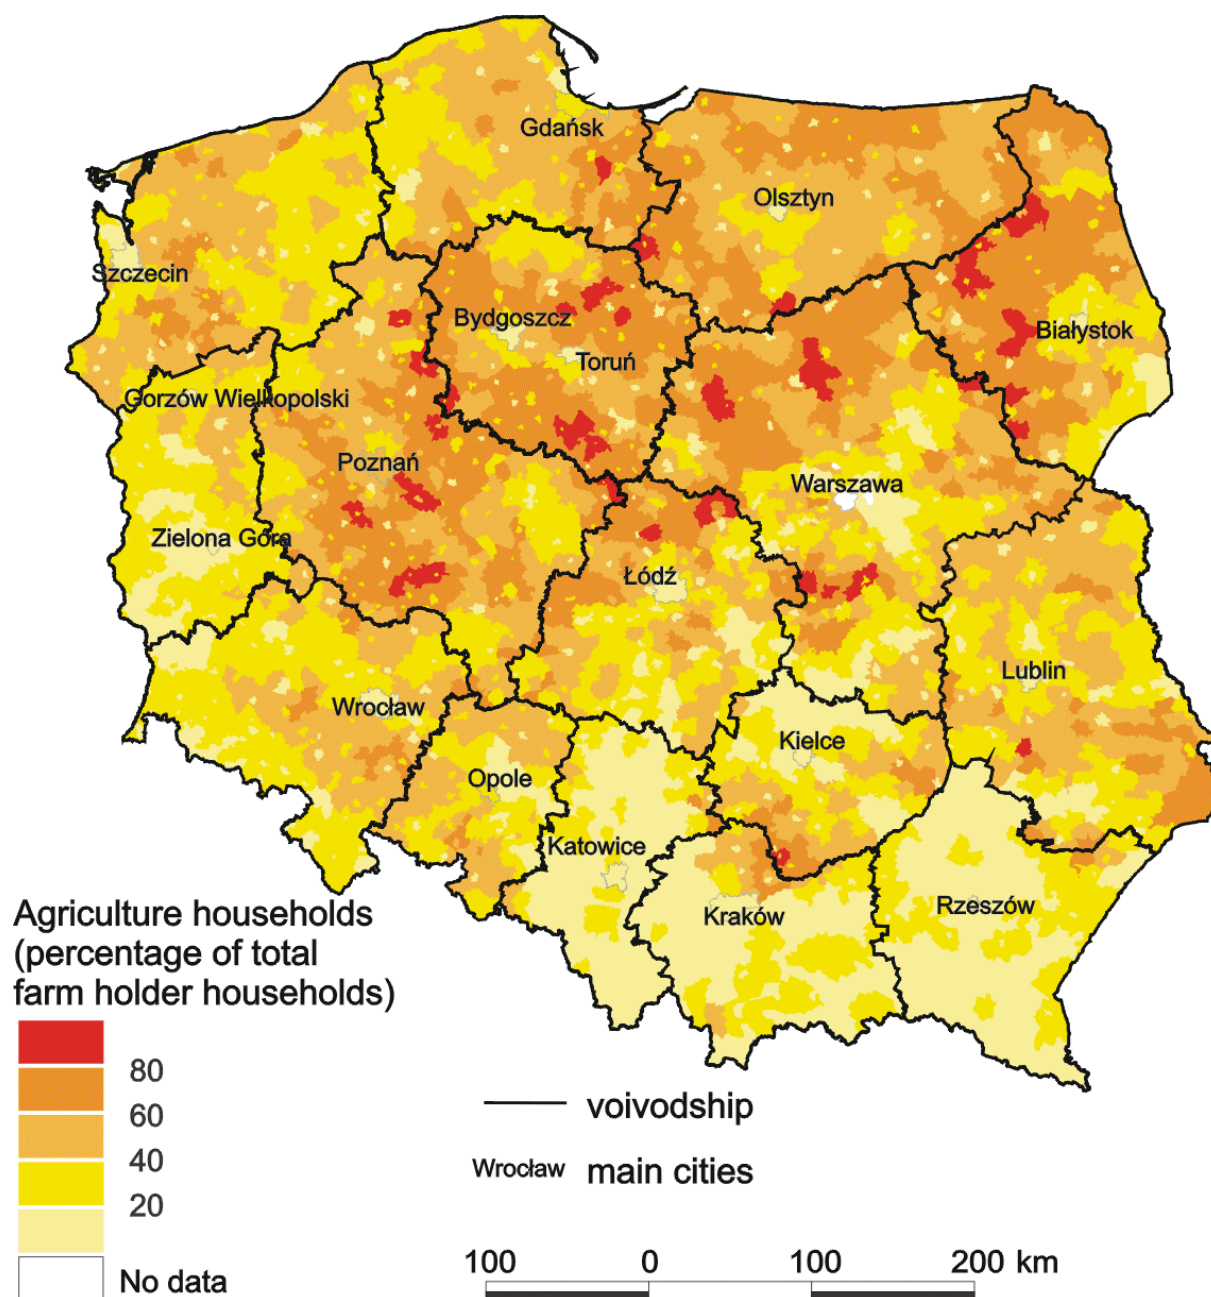 Gdańsk
Olsztyn
Szczecin
Bydgoszcz
Białystok
Toruń
Gorzów Wielkopolski
Poznań
Warszawa
Zielona Góra
Łódź
Lublin
Wrocław
Kielce
Opole
Katowice
Rzeszów
Kraków
Agriculture households
(percentage of total
farm holder households)
80
60
40
20
No data
voivodship
Wrocław main cities
100 0 100 200 km